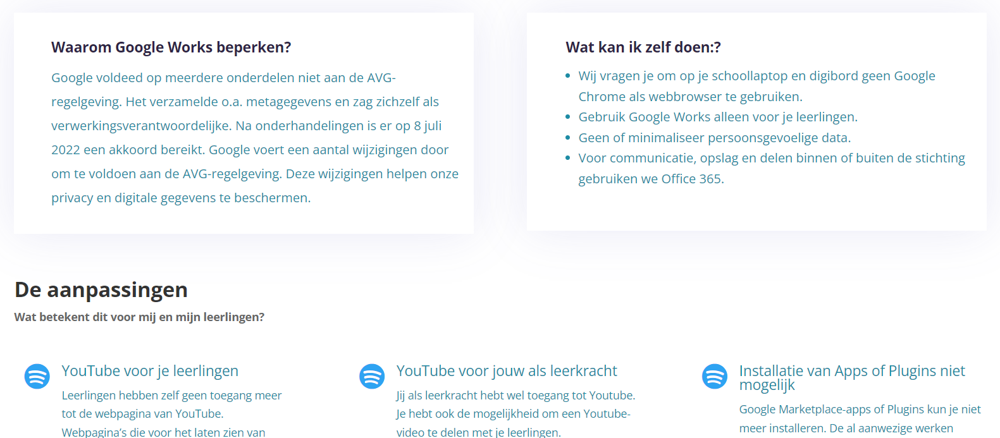 Waarom Google Works beperken?
Google voldeed op meerdere onderdelen niet aan de AVG-
regelgeving. Het verzamelde o.a. metagegevens en zag zichzelf als
verwerkingsverantwoordelijke. Na onderhandelingen is er op 8 juli
2022 een akkoord bereikt. Google voert een aantal wijzigingen door
om te voldoen aan de AVG-regelgeving. Deze wijzigingen helpen onze
privacy en digitale gegevens te beschermen.
Wat kan ik zelf doen:?
• Wij vragen je om op je schoollaptop en digibord geen Google
Chrome als webbrowser te gebruiken.
• Gebruik Google Works alleen voor je leerlingen.
• Geen of minimaliseer persoonsgevoelige data.
• Voor communicatie, opslag en delen binnen of buiten de stichting
gebruiken we Office 365.
De aanpassingen
Wat betekent dit voor mij en mijn leerlingen?
YouTube voor je leerlingen
Leerlingen hebben zelf geen toegang meer
tot de webpagina van YouTube.
Webpagina’s die voor het laten zien van
YouTube voor jouw als leerkracht
Jij als leerkracht hebt wel toegang tot Youtube.
Je hebt ook de mogelijkheid om een Youtube-
video te delen met je leerlingen.
Installatie van Apps of Plugins niet
mogelijk
Google Marketplace-apps of Plugins kun je niet
meer installeren. De al aanwezige werken